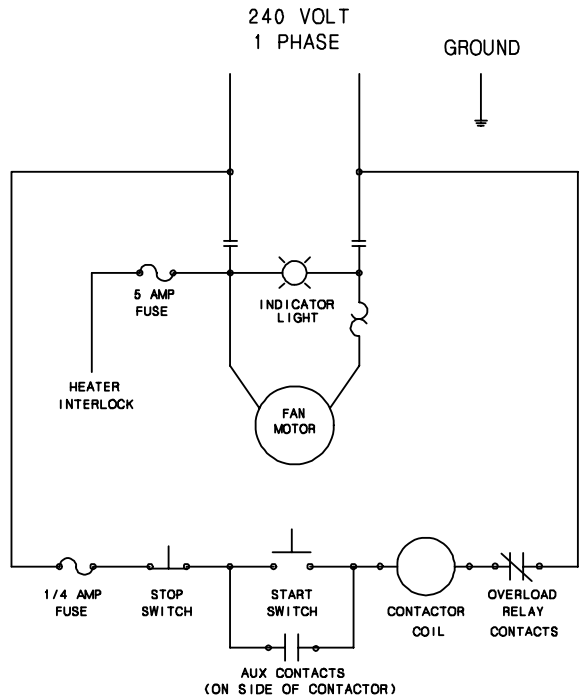 240 VOLT
1 PHASE
GROUND
5 AMP
FUSE
INDICATOR
LIGHT
HEATER
INTERLOCK
FAN
MOTOR
1/4 AMP
FUSE
STOP
SWITCH
START
SWITCH
CONTACTOR
COIL
OVERLOAD
RELAY
CONTACTS
AUX CONTACTS
(ON SIDE OF CONTACTOR)